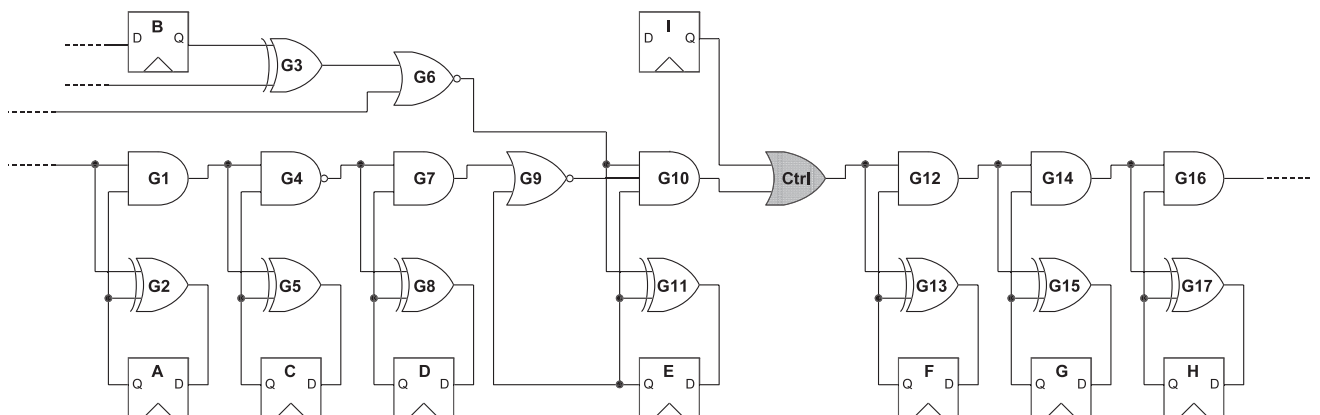 B
I
D Q
D Q
G3
G6
G1
G4
G7
G9
G10
Ctrl
G12
G14
G16
G2
G5
G8
G11
G13
G15
G17
A
C
D
E
F
G
H
Q D
Q D
Q D
Q D
Q D
Q D
Q D